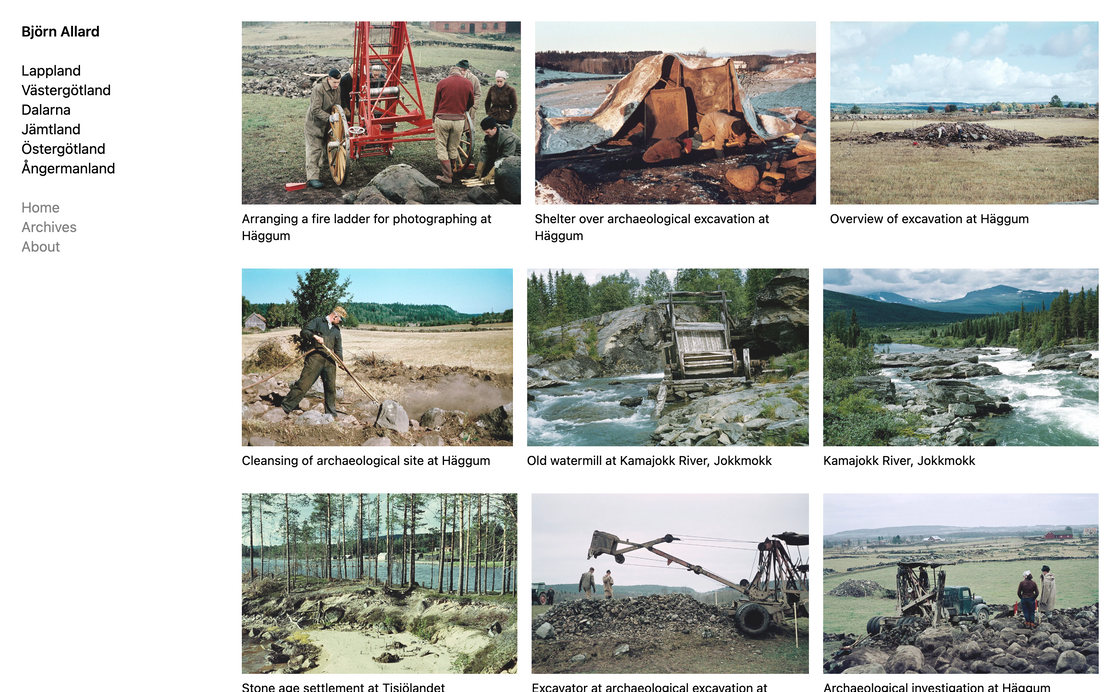 Björn Allard
Lappland
Västergötland
Dalarna
Jämtland
Östergötland
Ångermanland
Home
Archives
About
Arranging a fire ladder for photographing at
Häggum
Shelter over archaeological excavation at
Häggum
Overview of excavation at Häggum
Cleansing of archaeological site at Häggum
Old watermill at Kamajokk River, Jokkmokk
Kamajokk River, Jokkmokk
Stone age settlement at Tisjölandet
Excavator at archaeological excavation at
Archaeological investigation at Häggum